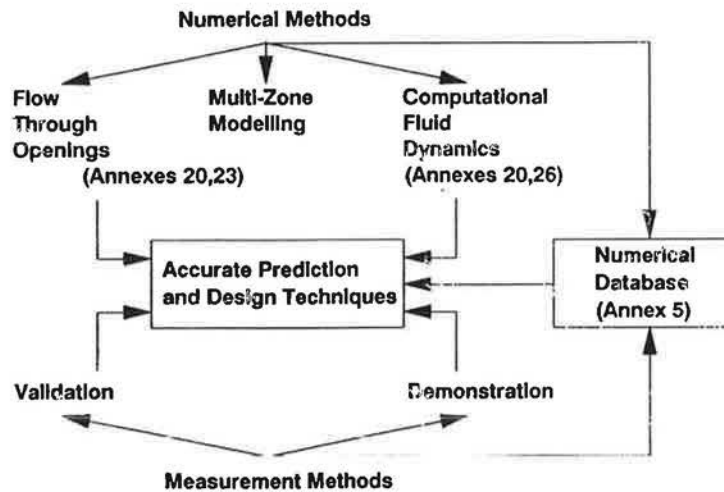 Numerical Methods
Flow
Through
Openings
(Annexes 20,23)
Multi-Zone
Modelling
Computational
Fluid
Dynamics
(Annexes 20,26)
Accurate Prediction
and Design Techniques
Numerical
Database
(Annex 5)
Validation
Demonstration
Measurement Methods